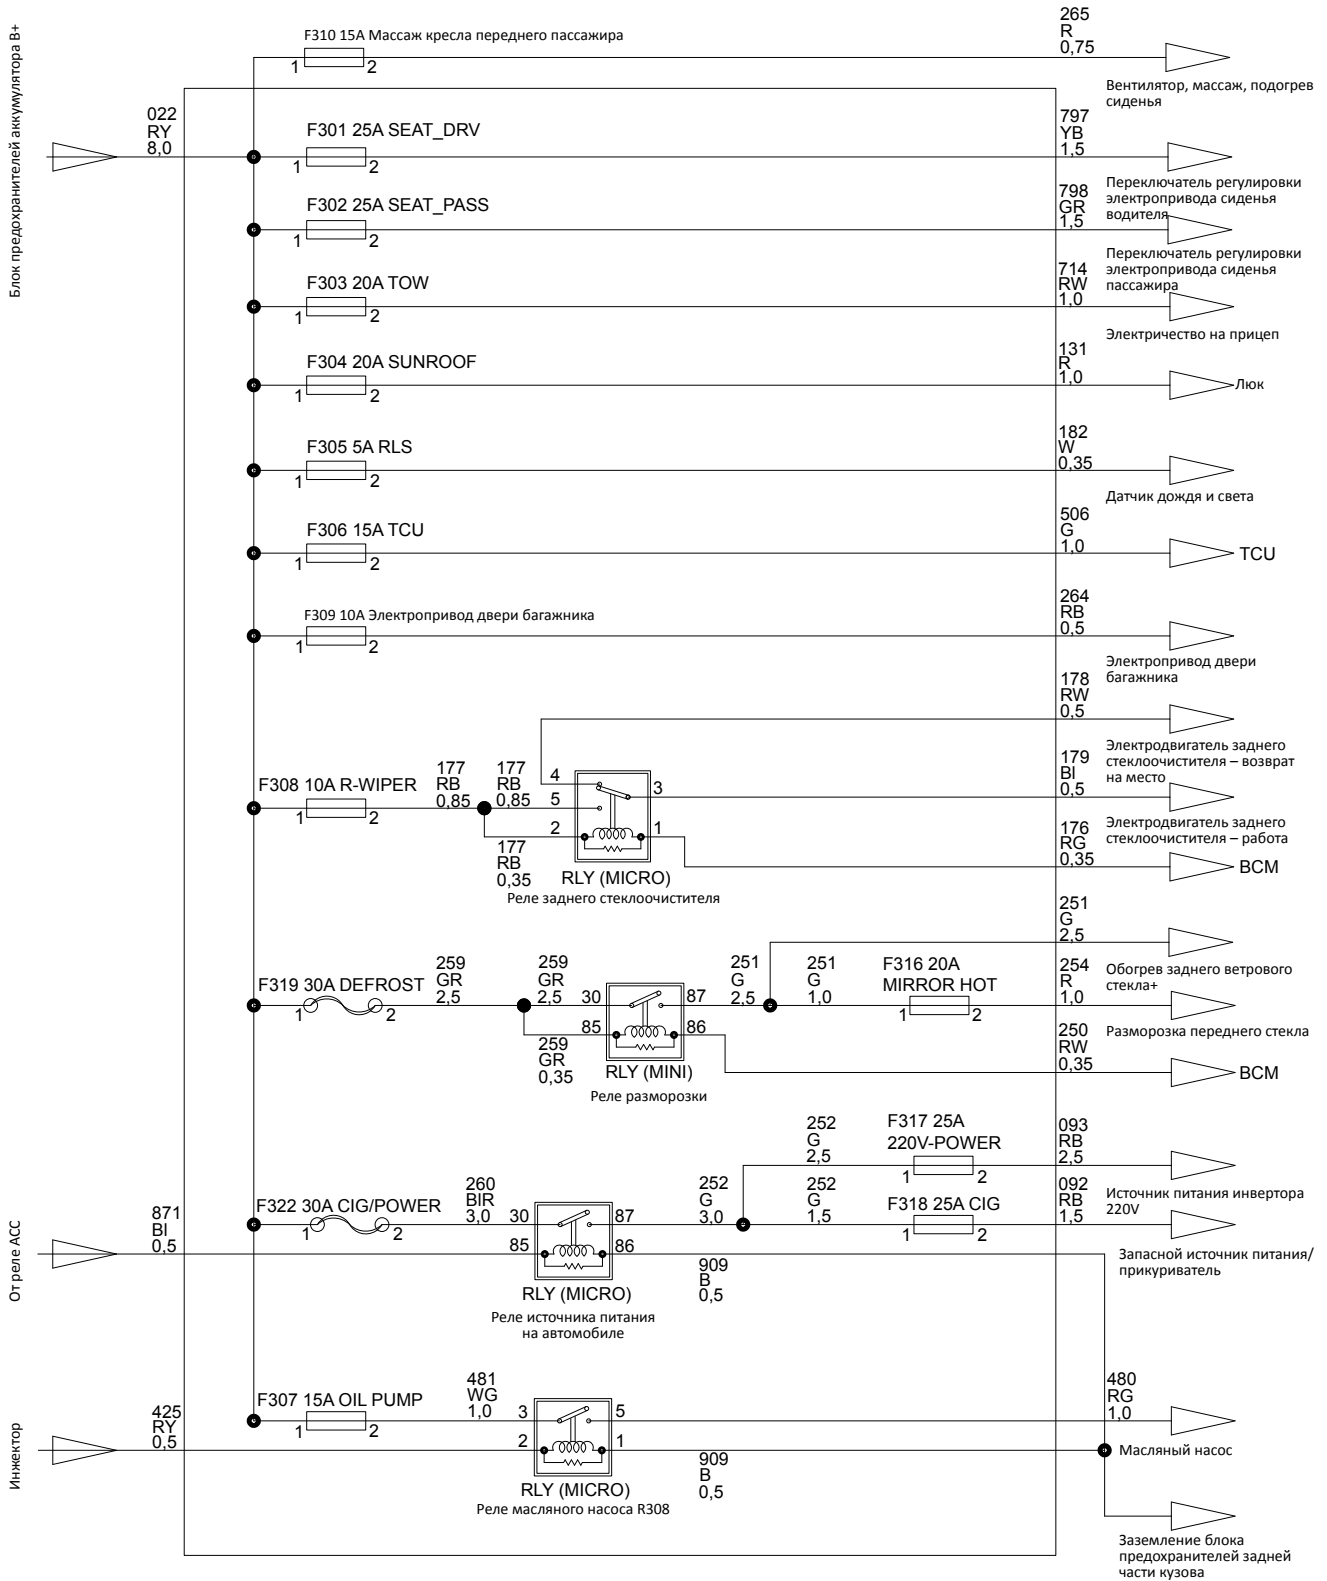 Блок предохранителей аккумулятора B+
022
RY
8,0
F310 15A Массаж кресла переднего пассажира
1 2
265
R
0,75
Вентилятор, массаж, подогрев
сиденья
F301 25A SEAT_DRV
1 2
797
YB
1,5
Переключатель регулировки
электропривода сиденья
водителя
F302 25A SEAT_PASS
1 2
798
GR
1,5
Переключатель регулировки
электропривода сиденья
пассажира
F303 20A TOW
1 2
714
RW
1,0
Электричество на прицеп
F304 20A SUNROOF
1 2
131
R
1,0
Люк
F305 5A RLS
1 2
182
W
0,35
Датчик дождя и света
F306 15A TCU
1 2
506
G
1,0
TCU
F309 10A Электропривод двери багажника
1 2
264
RB
0,5
Электропривод двери
багажника
178
RW
0,5
Электродвигатель заднего
стеклоочистителя – возврат
на место
F308 10A R-WIPER
1 2
177
RB
0,85
177
RB
0,85
177
RB
0,35
4
5
2
3
1
RLY (MICRO)
Реле заднего стеклоочистителя
179
Bl
0,5
Электродвигатель заднего
стеклоочистителя – работа
176
RG
0,35
BCM
251
G
2,5
Обогрев заднего ветрового
стекла+
F319 30A DEFROST
1 2
259
GR
2,5
259
GR
2,5
259
GR
0,35
30
85
87
86
RLY (MINI)
Реле разморозки
251
G
2,5
251
G
1,0
F316 20A
MIRROR HOT
1 2
254
R
1,0
Разморозка переднего стекла
250
RW
0,35
BCM
252
G
2,5
F317 25A
220V-POWER
1 2
093
RB
2,5
Источник питания инвертора
220V
От реле ACC
871
Bl
0,5
F322 30A CIG/POWER
1 2
260
BlR
3,0
30
85
87
86
RLY (MICRO)
Реле источника питания
на автомобиле
252
G
3,0
252
G
1,5
F318 25A CIG
1 2
092
RB
1,5
Запасной источник питания/
прикуриватель
909
B
0,5
Инжектор
425
RY
0,5
F307 15A OIL PUMP
1 2
481
WG
1,0
3
2
5
1
RLY (MICRO)
Реле масляного насоса R308
909
B
0,5
480
RG
1,0
Масляный насос
Заземление блока
предохранителей задней
части кузова